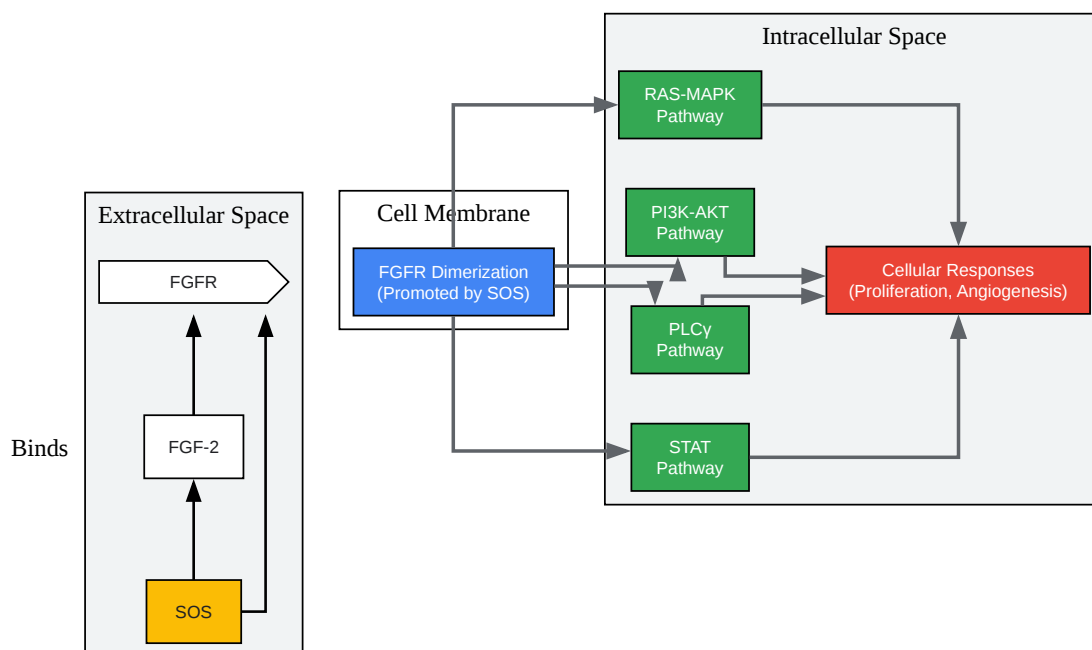 Intracellular Space
RAS-MAPK
Pathway
Extracellular Space
FGFR
Cell Membrane
FGFR Dimerization
(Promoted by SOS)
PI3K-AKT
Pathway
PLCγ
Pathway
Cellular Responses
(Proliferation, Angiogenesis)
Binds
FGF-2
STAT
Pathway
SOS